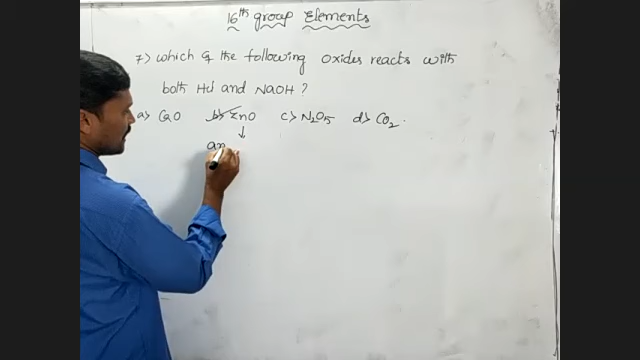 16th group Elements
7> which of the following oxides reacts with
both HCl and NaOH ?
a> CaO b> ZnO c> N2O5 d> CO2.
↓
am